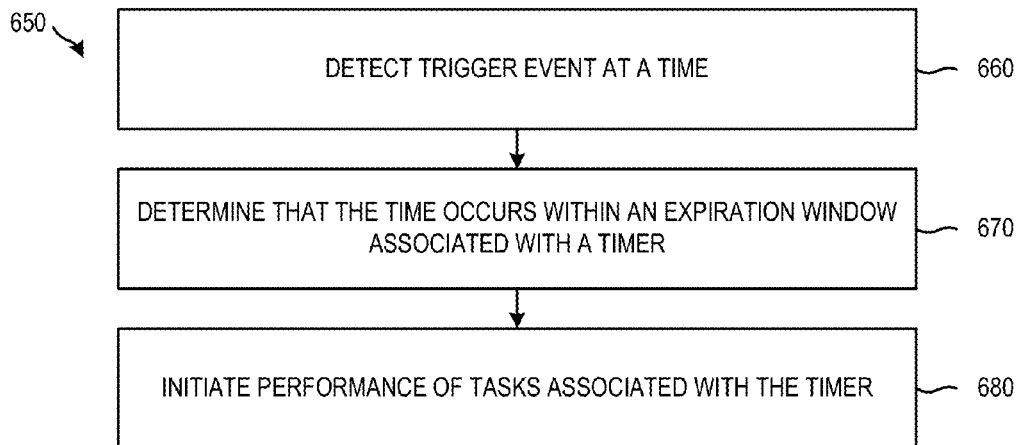 650
DETECT TRIGGER EVENT AT A TIME
660
DETERMINE THAT THE TIME OCCURS WITHIN AN EXPIRATION WINDOW
ASSOCIATED WITH A TIMER
670
INITIATE PERFORMANCE OF TASKS ASSOCIATED WITH THE TIMER
680